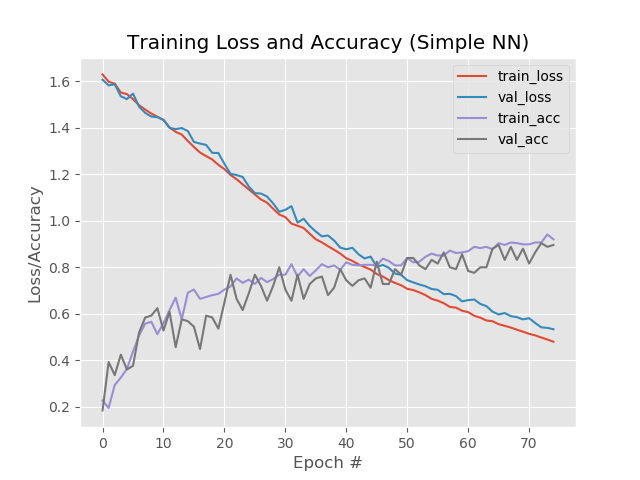 Training Loss and Accuracy (Simple NN)
train_loss
val_loss
train_acc
val_acc
1.6
1.4
1.2
1.0
0.8
0.6
0.4
0.2
Loss/Accuracy
0 10 20 30 40 50 60 70
Epoch #